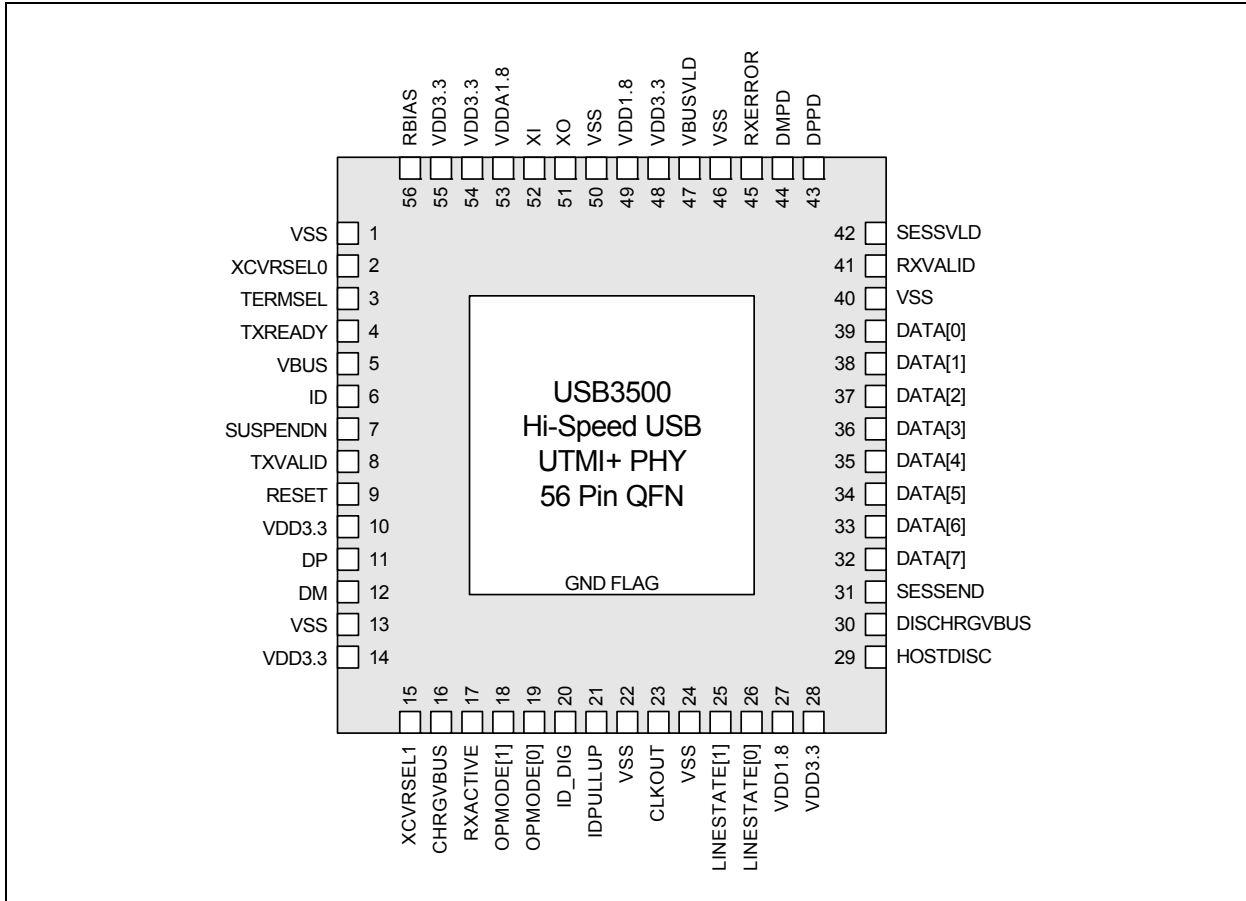 RBIAS
VDD3.3
VDD3.3
VDDA1.8
XI
XO
VSS
VDD1.8
VDD3.3
VBUSVLD
VSS
RXERROR
DMPD
DPPD
56
55
54
53
52
51
50
49
48
47
46
45
44
43
VSS 1
XCVRSEL0 2
TERMSEL 3
TXREADY 4
VBUS 5
ID 6
SUSPENDN 7
TXVALID 8
RESET 9
VDD3.3 10
DP 11
DM 12
VSS 13
VDD3.3 14
USB3500
Hi-Speed USB
UTMI+ PHY
56 Pin QFN
GND FLAG
42 SESSVLD
41 RXVALID
40 VSS
39 DATA[0]
38 DATA[1]
37 DATA[2]
36 DATA[3]
35 DATA[4]
34 DATA[5]
33 DATA[6]
32 DATA[7]
31 SESSEND
30 DISCHRGVBUS
29 HOSTDISC
15
16
17
18
19
20
21
22
23
24
25
26
27
28
XCVRSEL1
CHRGVBUS
RXACTIVE
OPMODE[1]
OPMODE[0]
ID_DIG
IDPULLUP
VSS
CLKOUT
VSS
LINESTATE[1]
LINESTATE[0]
VDD1.8
VDD3.3